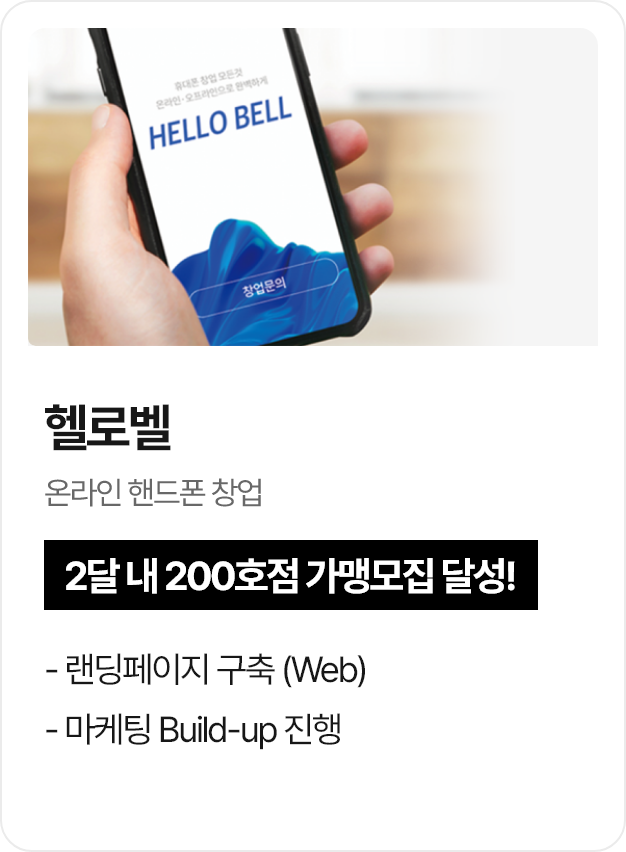 휴대폰 창업 모든것
온라인·오프라인으로 완벽하게
HELLO BELL
창업문의
헬로벨
온라인 핸드폰 창업
2달 내 200호점 가맹모집 달성!
- 랜딩페이지 구축 (Web)
- 마케팅 Build-up 진행